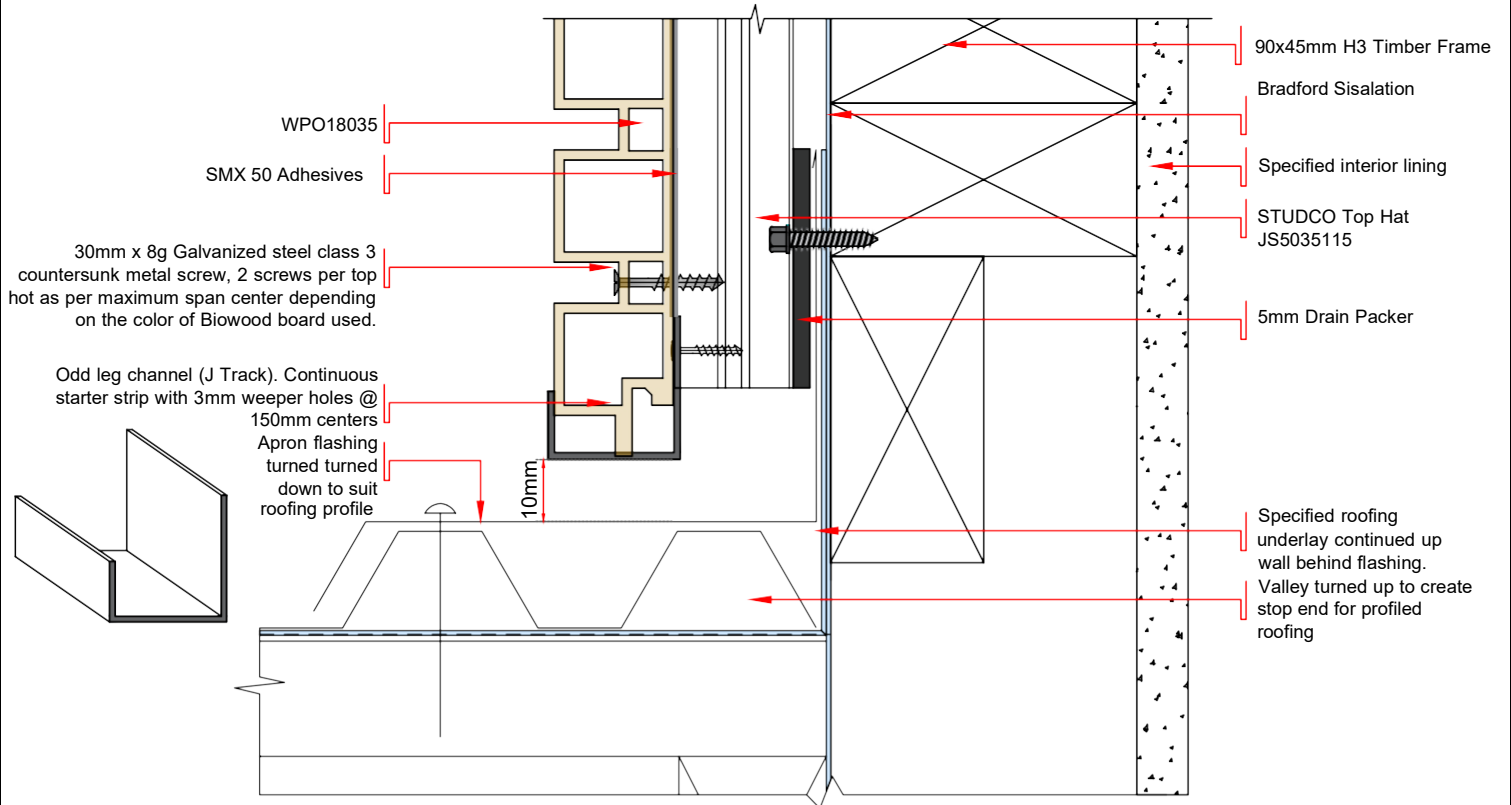 WPO18035
SMX 50 Adhesives
30mm x 8g Galvanized steel class 3
countersunk metal screw, 2 screws per top
hot as per maximum span center depending
on the color of Biowood board used.
Odd leg channel (J Track). Continuous
starter strip with 3mm weeper holes @
150mm centers
Apron flashing
turned turned
down to suit
roofing profile
10mm
90x45mm H3 Timber Frame
Bradford Sisalation
Specified interior lining
STUDCO Top Hat
JS5035115
5mm Drain Packer
Specified roofing
underlay continued up
wall behind flashing.
Valley turned up to create
stop end for profiled
roofing